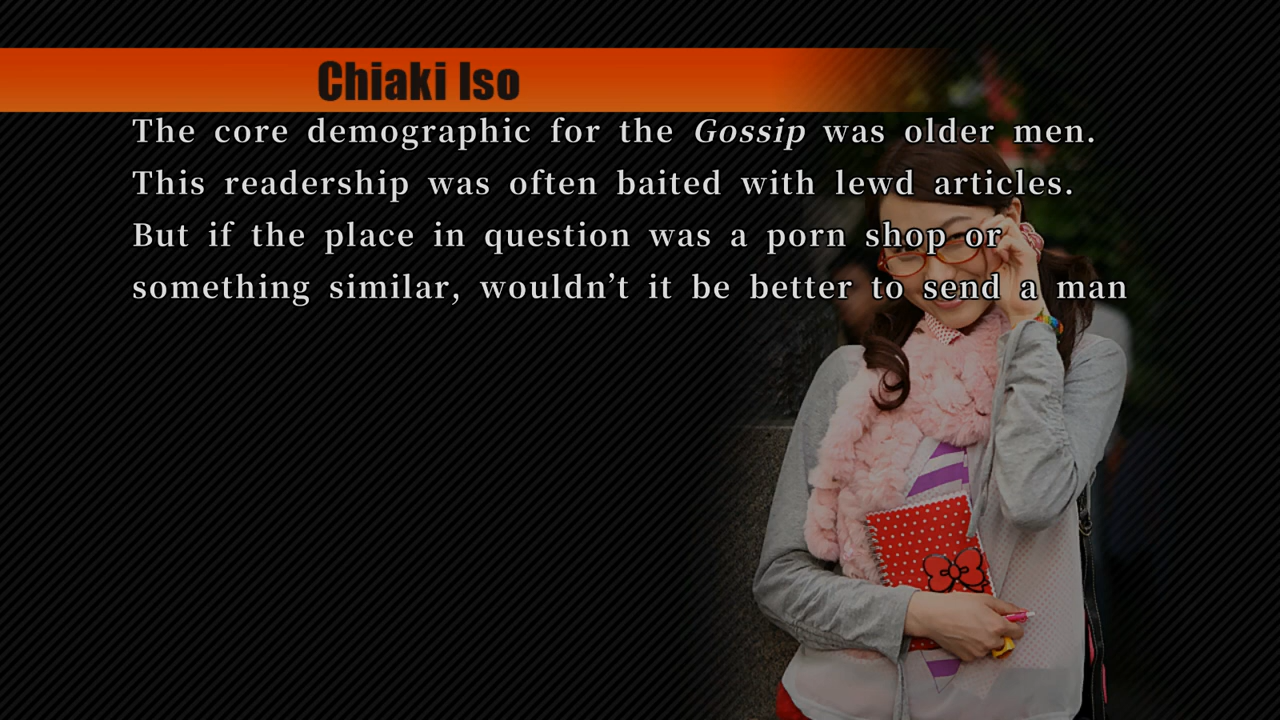 Chiaki Iso
The core demographic for the Gossip was older men.
This readership was often baited with lewd articles.
But if the place in question was a porn shop or
something similar, wouldn’t it be better to send a man